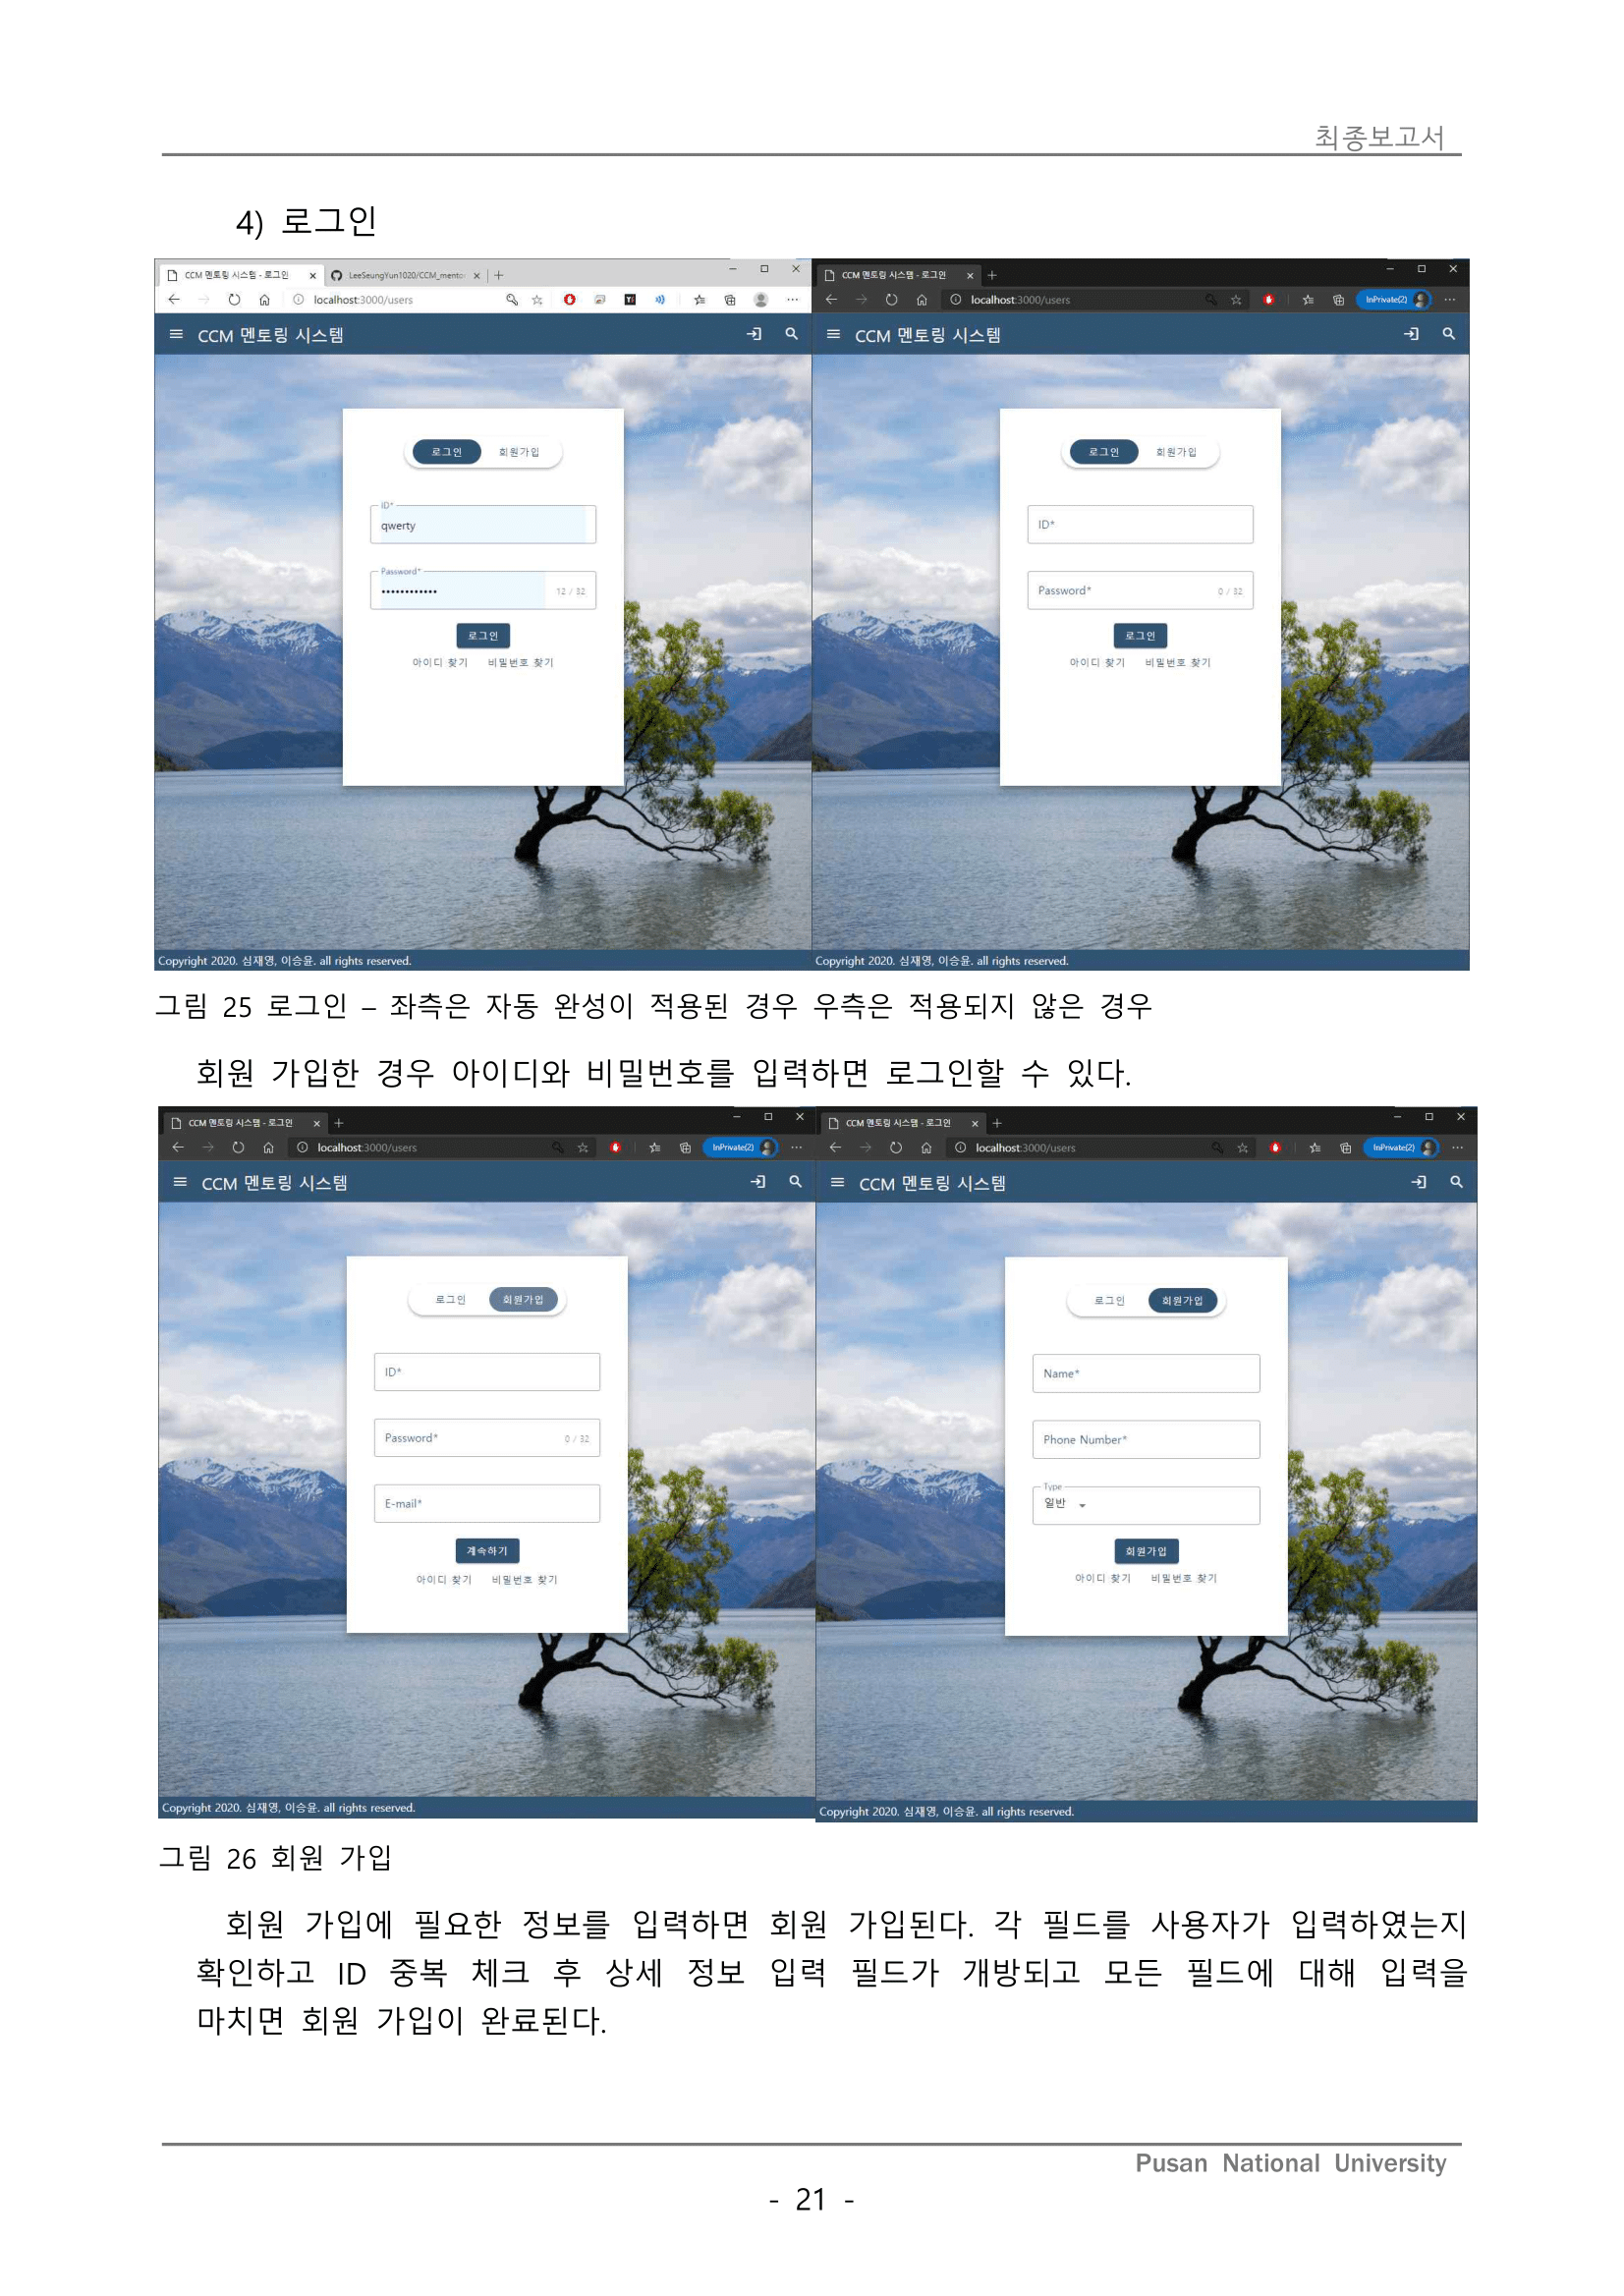 최종보고서
4) 로그인
CCM 멘토링 시스템 - 로그인
LeeSeungYun1020/CCM_mento
localhost:3000/users
CCM 멘토링 시스템
로그인 회원가입
ID*
qwerty
Password*
•••••••••••• 12 / 32
로그인
아이디 찾기 비밀번호 찾기
Copyright 2020. 심재영, 이승윤. all rights reserved.
CCM 멘토링 시스템 - 로그인
localhost:3000/users
InPrivate(2)
CCM 멘토링 시스템
로그인 회원가입
ID*
Password* 0 / 32
로그인
아이디 찾기 비밀번호 찾기
Copyright 2020. 심재영, 이승윤. all rights reserved.
그림 25 로그인 – 좌측은 자동 완성이 적용된 경우 우측은 적용되지 않은 경우
회원 가입한 경우 아이디와 비밀번호를 입력하면 로그인할 수 있다.
CCM 멘토링 시스템 - 로그인
localhost:3000/users
InPrivate(2)
CCM 멘토링 시스템
로그인 회원가입
ID*
Password* 0 / 32
E-mail*
계속하기
아이디 찾기 비밀번호 찾기
Copyright 2020. 심재영, 이승윤. all rights reserved.
CCM 멘토링 시스템 - 로그인
localhost:3000/users
InPrivate(2)
CCM 멘토링 시스템
로그인 회원가입
Name*
Phone Number*
Type
일반
회원가입
아이디 찾기 비밀번호 찾기
Copyright 2020. 심재영, 이승윤. all rights reserved.
그림 26 회원 가입
회원 가입에 필요한 정보를 입력하면 회원 가입된다. 각 필드를 사용자가 입력하였는지
확인하고 ID 중복 체크 후 상세 정보 입력 필드가 개방되고 모든 필드에 대해 입력을
마치면 회원 가입이 완료된다.
Pusan National University
- 21 -